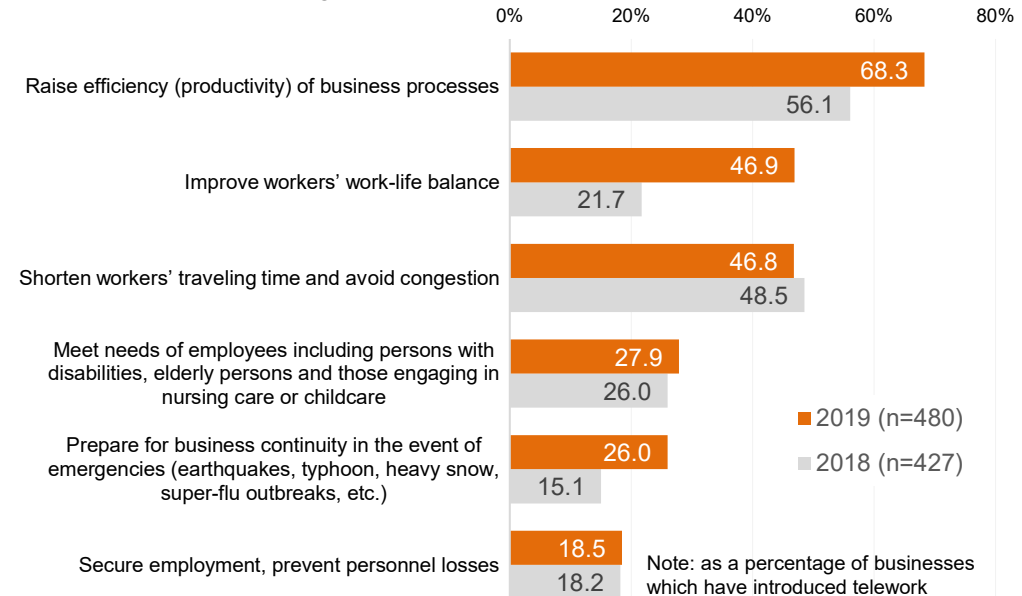 0% 20% 40% 60% 80%
Raise efficiency (productivity) of business processes
68.3
56.1
Improve workers’ work-life balance
46.9
21.7
Shorten workers’ traveling time and avoid congestion
46.8
48.5
Meet needs of employees including persons with
disabilities, elderly persons and those engaging in
nursing care or childcare
27.9
26.0
Prepare for business continuity in the event of
emergencies (earthquakes, typhoon, heavy snow,
super-flu outbreaks, etc.)
26.0
15.1
2019 (n=480)
2018 (n=427)
Secure employment, prevent personnel losses
18.5
18.2
Note: as a percentage of businesses
which have introduced telework